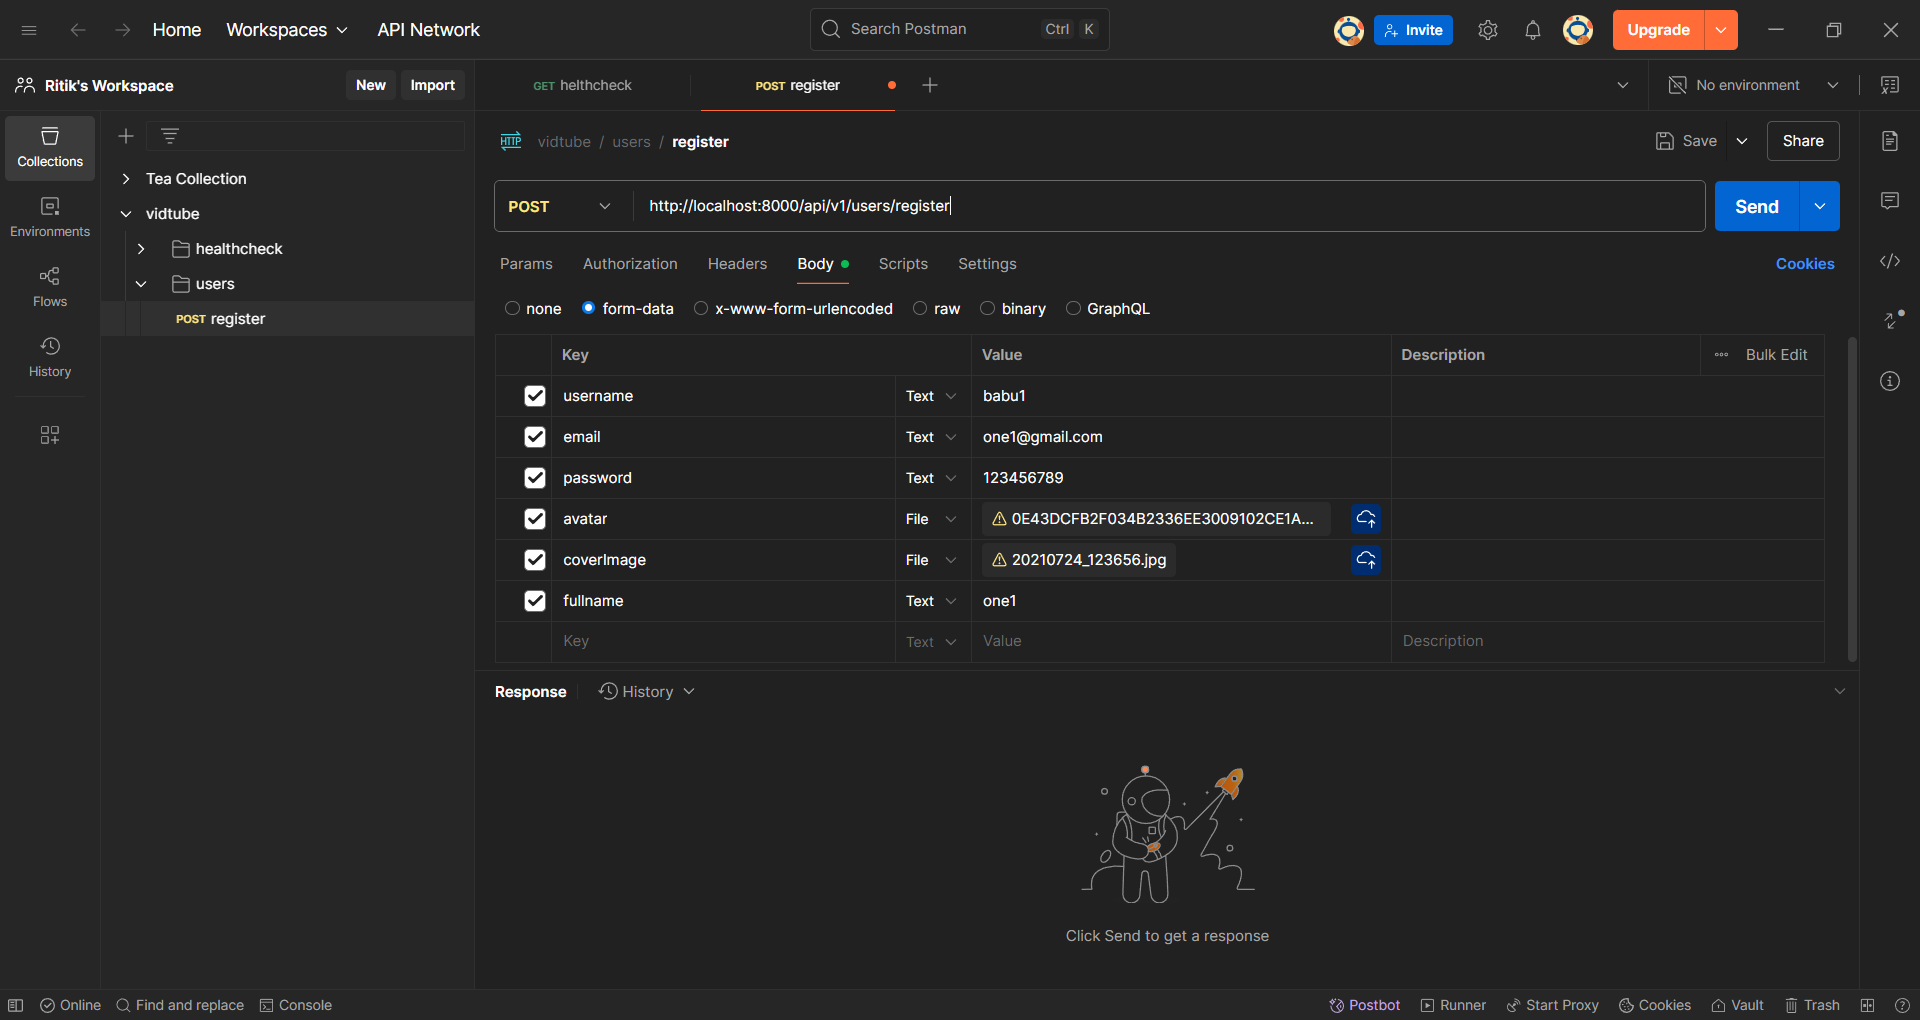 Home
Workspaces
API Network
Search Postman
Ctrl
K
Invite
Upgrade
Ritik's Workspace
New
Import
GET helthcheck
POST register
No environment
Collections
Environments
Flows
History
Tea Collection
vidtube
healthcheck
users
POST register
HTTP
vidtube / users / register
Save
Share
POST
http://localhost:8000/api/v1/users/register
Send
Params
Authorization
Headers
Body
Scripts
Settings
Cookies
none
form-data
x-www-form-urlencoded
raw
binary
GraphQL
Key
Value
Description
Bulk Edit
username
Text
babu1
email
Text
one1@gmail.com
password
Text
123456789
avatar
File
0E43DCFB2F034B2336EE3009102CE1A...
coverImage
File
20210724_123656.jpg
fullname
Text
one1
Key
Text
Value
Description
Response
History
Click Send to get a response
Online
Find and replace
Console
Postbot
Runner
Start Proxy
Cookies
Vault
Trash